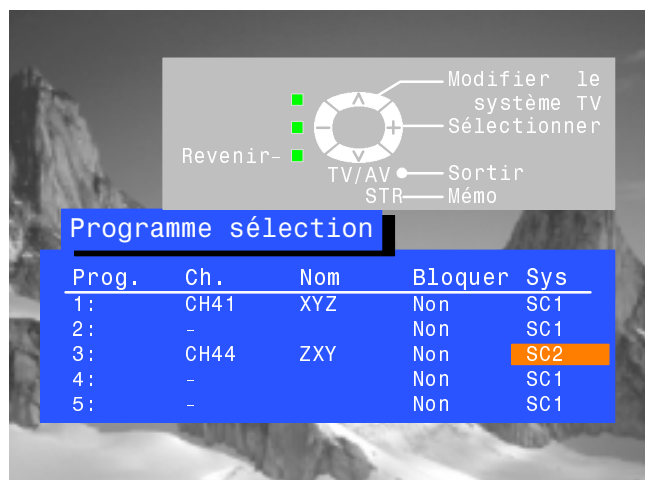 Modifier le
système TV
Sélectionner
Revenir
TV/AV Sortir
STR Mémo
Programme sélection
Prog. Ch. Nom Bloquer Sys
1: CH41 XYZ Non SC1
2: - Non SC1
3: CH44 ZXY Non SC2
4: - Non SC1
5: - Non SC1